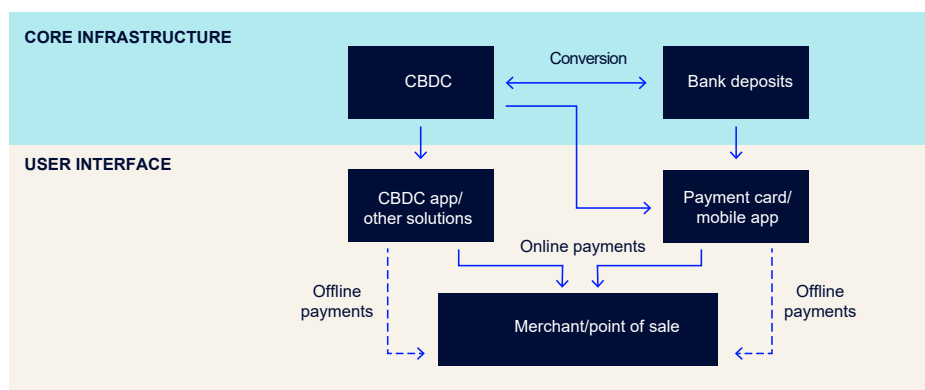 CORE INFRASTRUCTURE
Conversion
CBDC
Bank deposits
USER INTERFACE
CBDC app/
other solutions
Payment card/
mobile app
Online payments
Offline
payments
Offline
payments
Merchant/point of sale